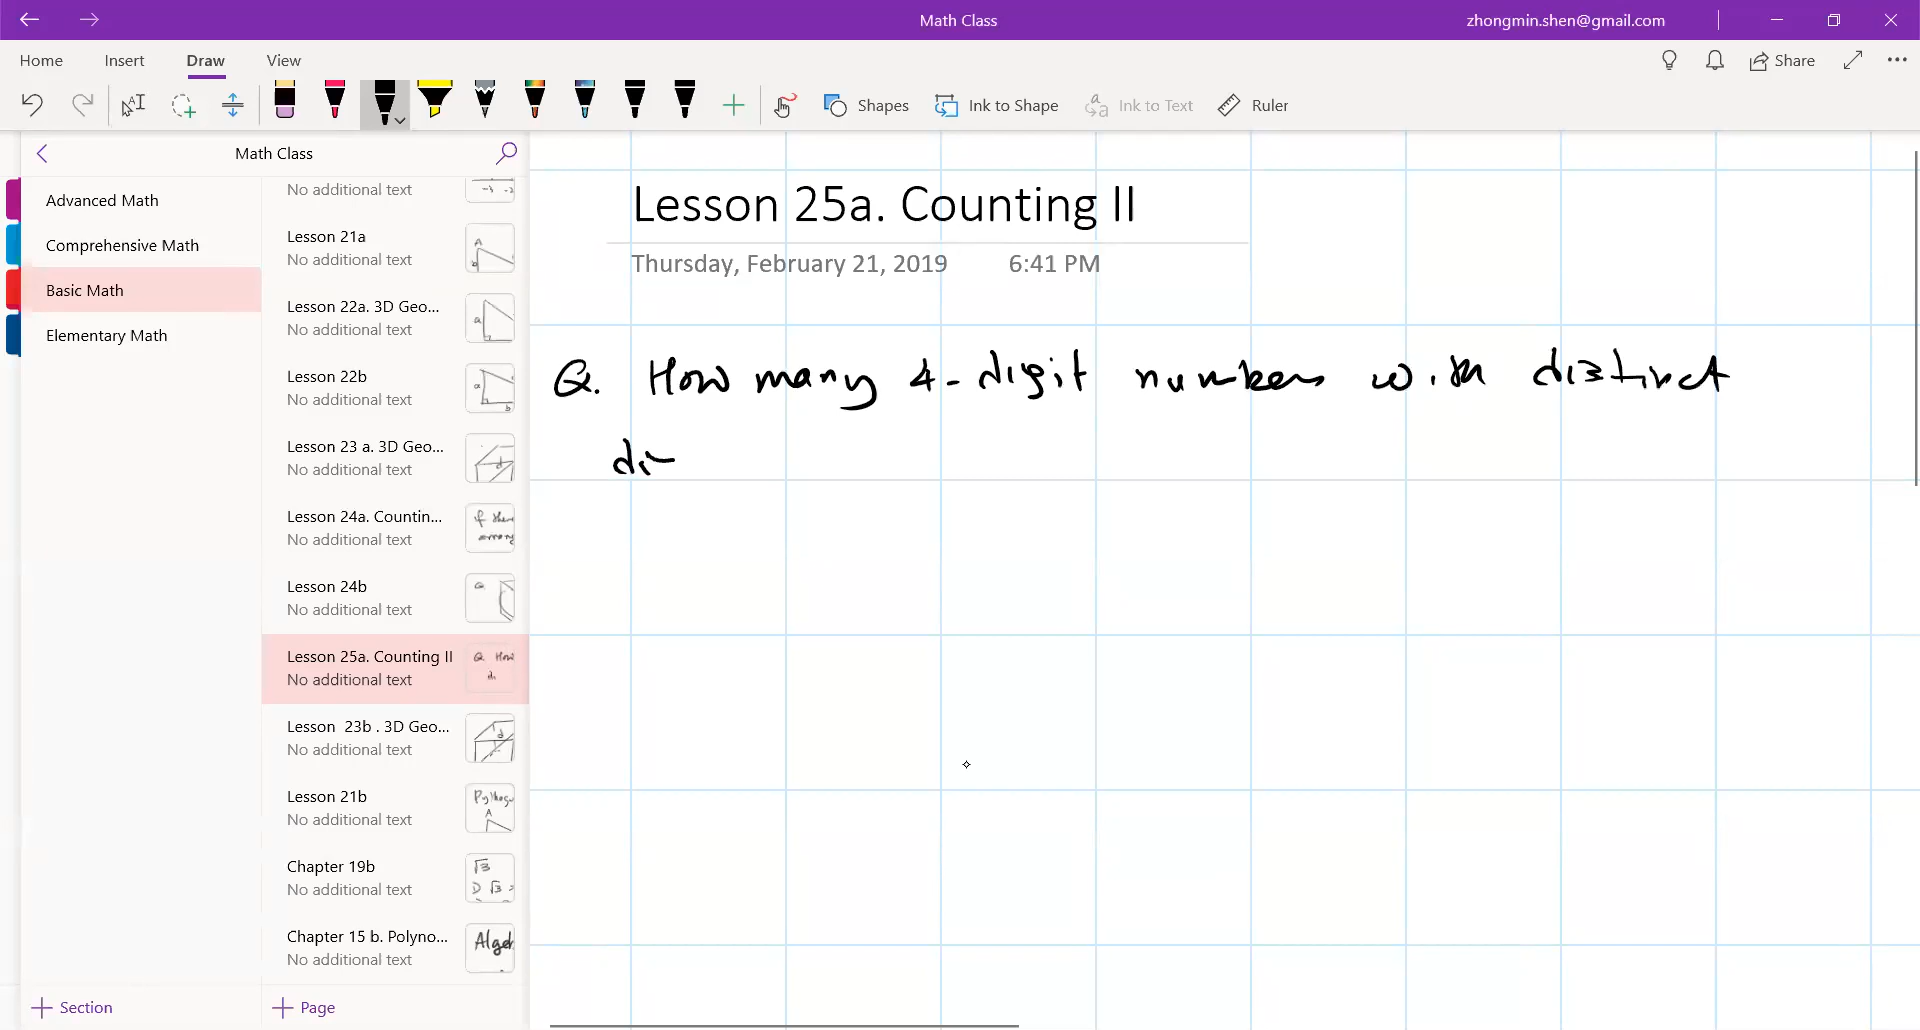 Math Class
zhongmin.shen@gmail.com
Home Insert Draw View
Share
Shapes
Ink to Shape
Ink to Text
Ruler
Math Class
Advanced Math
Comprehensive Math
Basic Math
Elementary Math
No additional text
Lesson 21a
No additional text
Lesson 22a. 3D Geo...
No additional text
Lesson 22b
No additional text
Lesson 23 a. 3D Geo...
No additional text
Lesson 24a. Countin...
No additional text
Lesson 24b
No additional text
Lesson 25a. Counting II
No additional text
Lesson 23b . 3D Geo...
No additional text
Lesson 21b
No additional text
Chapter 19b
No additional text
Chapter 15 b. Polyno...
No additional text
Section
Page
Lesson 25a. Counting II
Thursday, February 21, 2019 6:41 PM
Q. How many 4-digit numbers with distinct
di